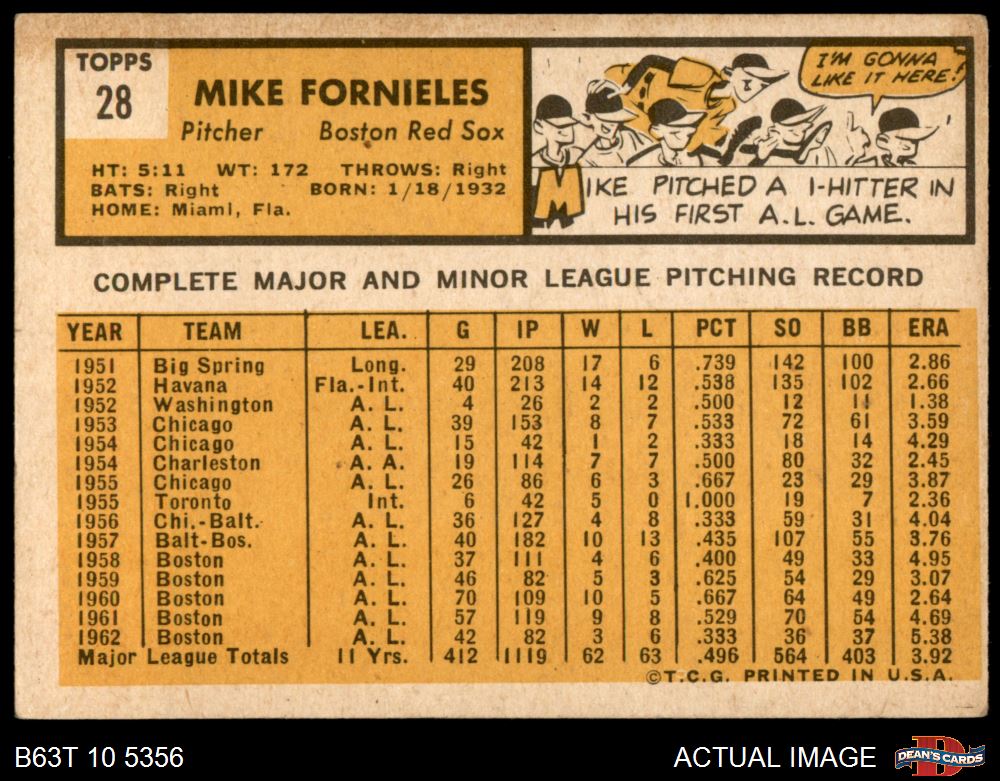 TOPPS
28
MIKE FORNIELES
Pitcher Boston Red Sox
HT: 5:11 WT: 172 THROWS: Right
BATS: Right BORN: 1/18/1932
HOME: Miami, Fla.
I'M GONNA
LIKE IT HERE!
MIKE PITCHED A 1-HITTER IN
HIS FIRST A.L. GAME.
COMPLETE MAJOR AND MINOR LEAGUE PITCHING RECORD
YEAR TEAM LEA. G IP W L PCT SO BB ERA
1951 Big Spring Long. 29 208 17 6 .739 142 100 2.86
1952 Havana Fla.-Int. 40 213 14 12 .538 135 102 2.66
1952 Washington A. L. 4 26 2 2 .500 12 11 1.38
1953 Chicago A. L. 39 153 8 7 .533 72 61 3.59
1954 Chicago A. L. 15 42 1 2 .333 18 14 4.29
1954 Charleston A. A. 19 114 7 7 .500 80 32 2.45
1955 Chicago A. L. 26 86 6 3 .667 23 29 3.87
1955 Toronto Int. 6 42 5 0 1.000 19 7 2.36
1956 Chi.-Balt. A. L. 36 127 4 8 .333 59 31 4.04
1957 Balt-Bos. A. L. 40 182 10 13 .435 107 55 3.76
1958 Boston A. L. 37 111 4 6 .400 49 33 4.95
1959 Boston A. L. 46 82 5 3 .625 54 29 3.07
1960 Boston A. L. 70 109 10 5 .667 64 49 2.64
1961 Boston A. L. 57 119 9 8 .529 70 54 4.69
1962 Boston A. L. 42 82 3 6 .333 36 37 5.38
Major League Totals 11 Yrs. 412 1119 62 63 .496 564 403 3.92
©T.C.G. PRINTED IN U.S.A.
B63T 10 5356
ACTUAL IMAGE
DEAN'S CARDS